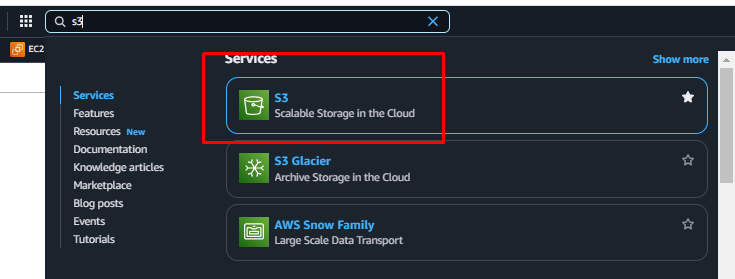 s3
EC2
Services
Show more
Services
Features
Resources New
Documentation
Knowledge articles
Marketplace
Blog posts
Events
Tutorials
S3
Scalable Storage in the Cloud
S3 Glacier
Archive Storage in the Cloud
AWS Snow Family
Large Scale Data Transport